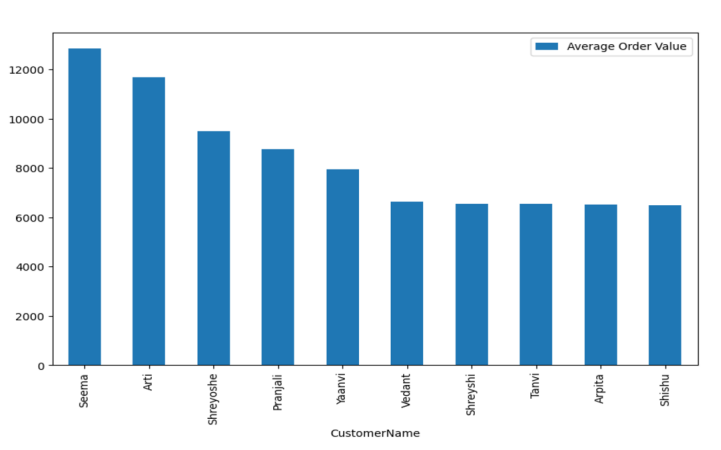 Average Order Value
12000
10000
8000
6000
4000
2000
0
Seema
Arti
Shreyoshe
Pranjali
Yaanvi
Vedant
Shreyshi
Tanvi
Arpita
Shishu
CustomerName